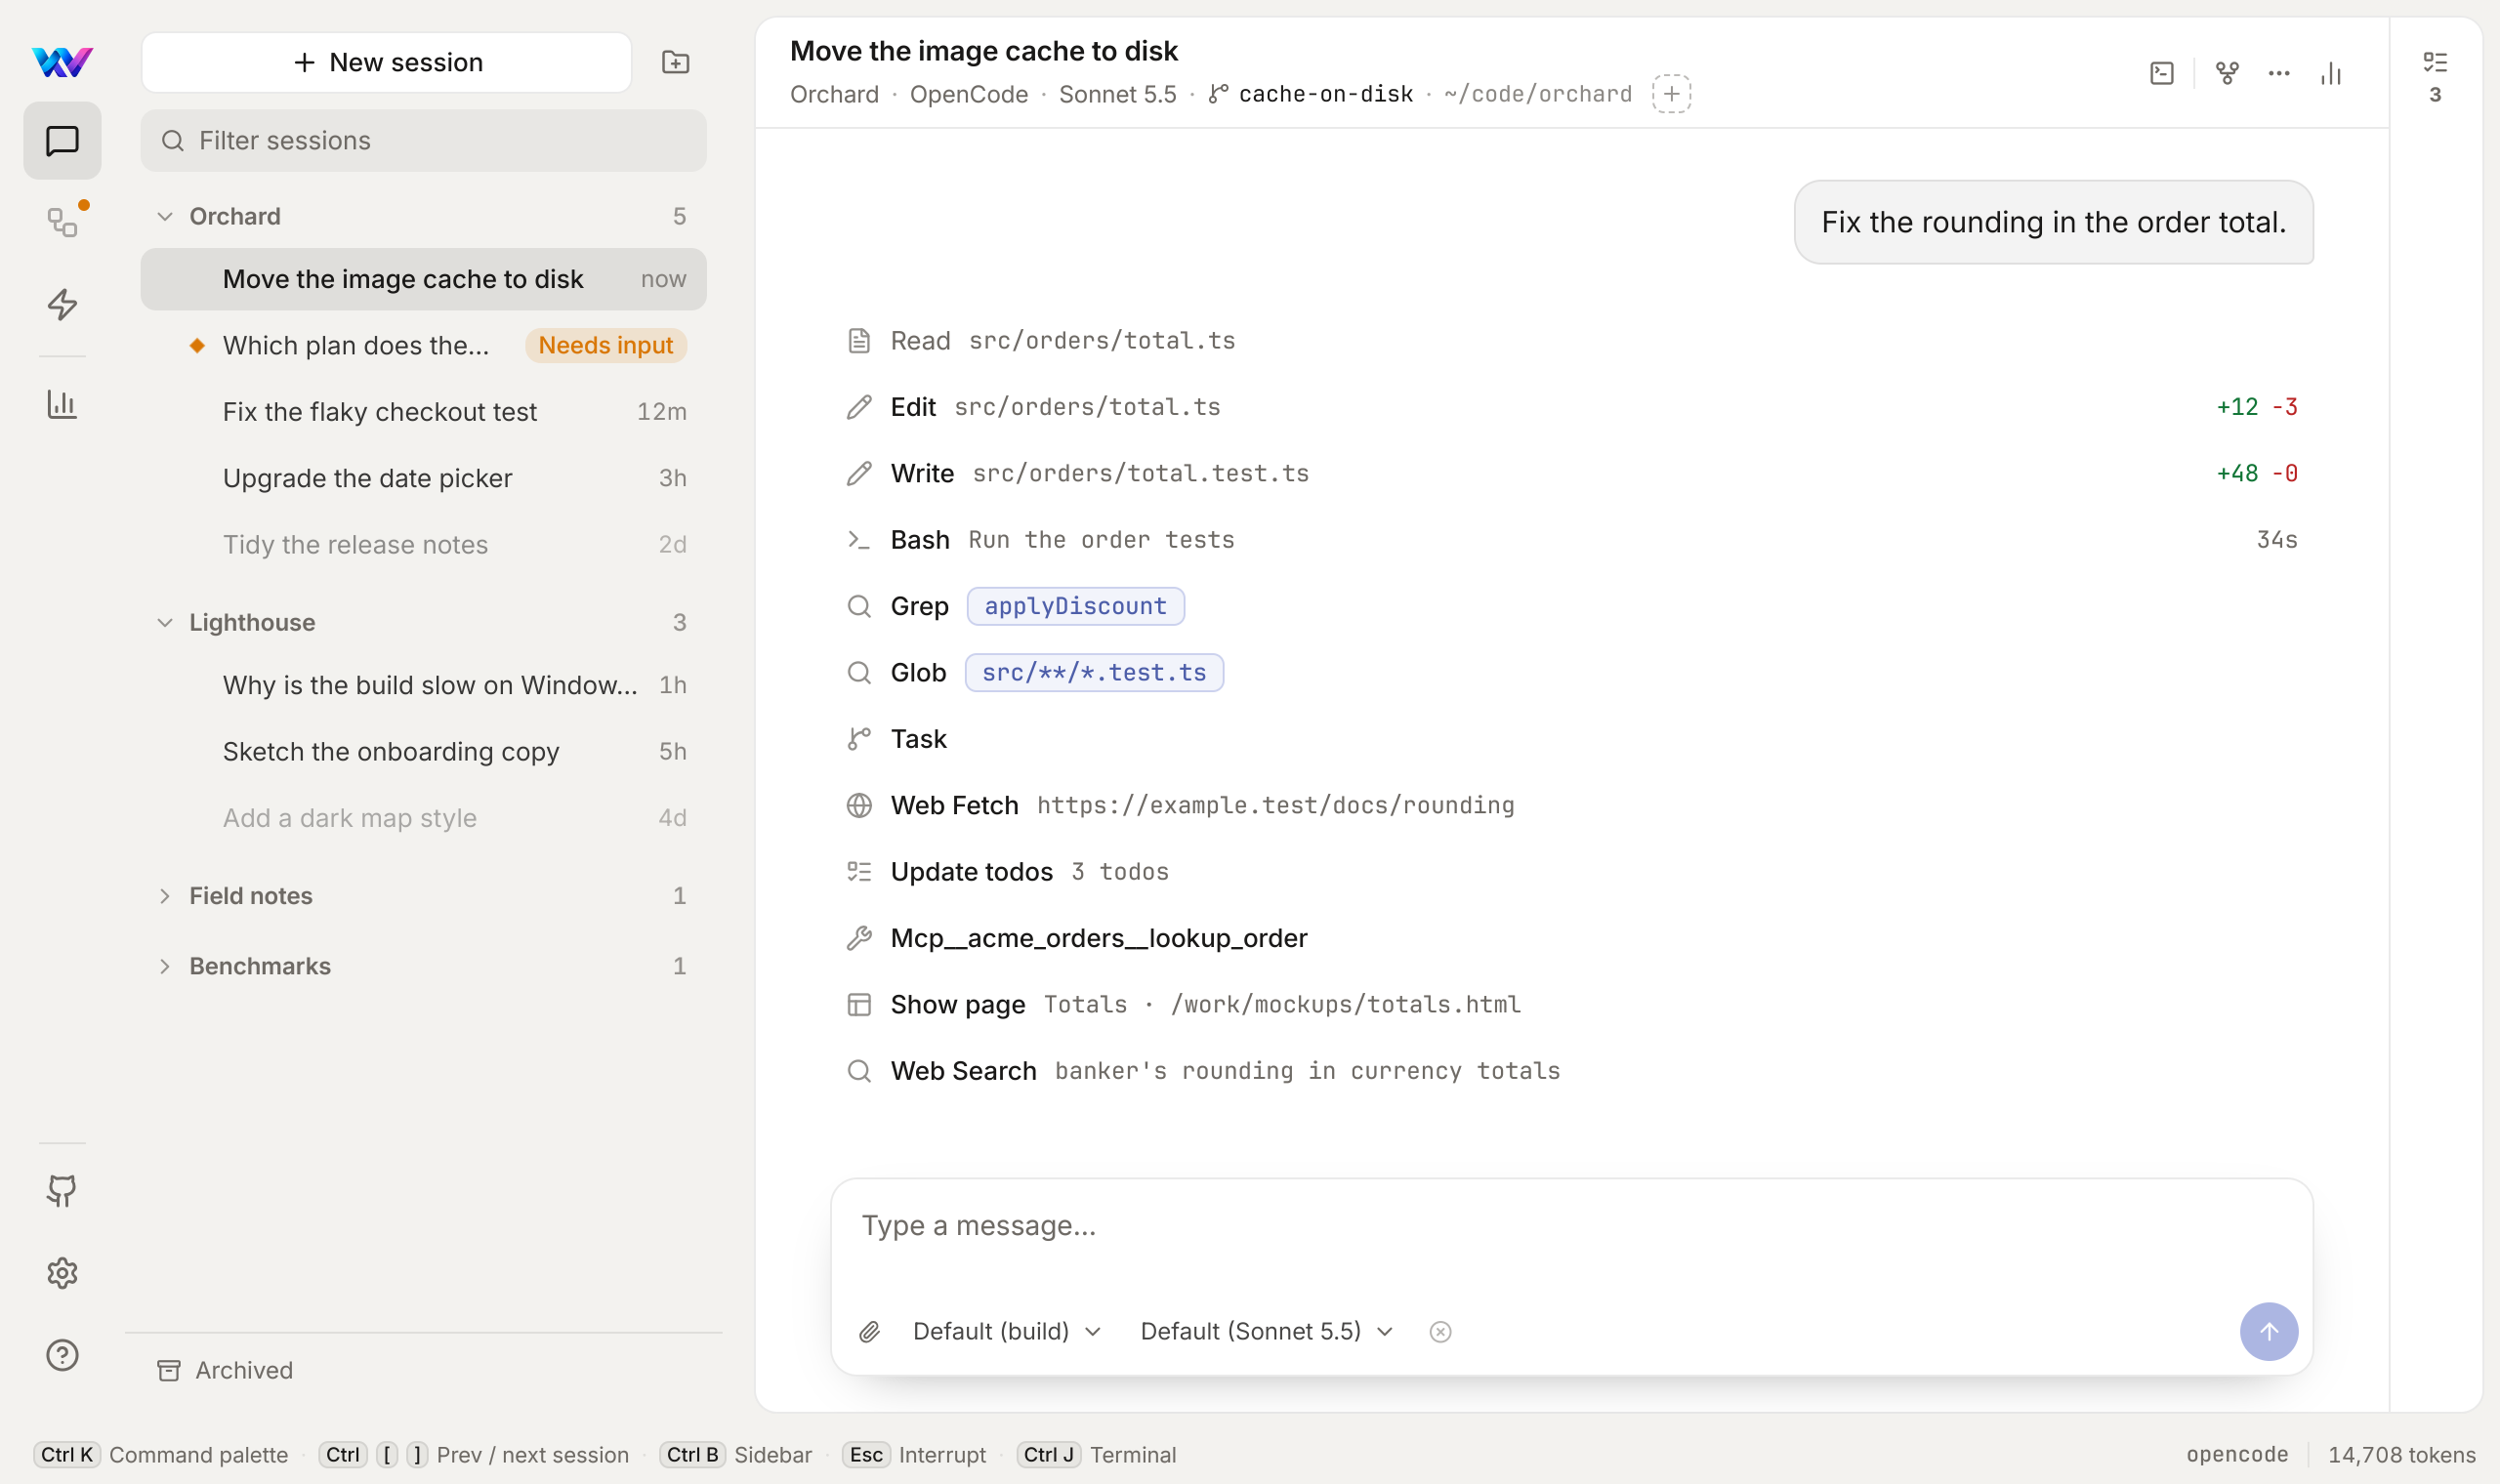 New session
Filter sessions
Orchard 5
Move the image cache to disk now
Which plan does the... Needs input
Fix the flaky checkout test 12m
Upgrade the date picker 3h
Tidy the release notes 2d
Lighthouse 3
Why is the build slow on Window... 1h
Sketch the onboarding copy 5h
Add a dark map style 4d
Field notes 1
Benchmarks 1
Archived
Move the image cache to disk
Orchard · OpenCode · Sonnet 5.5 · cache-on-disk · ~/code/orchard
3
Fix the rounding in the order total.
Read src/orders/total.ts
Edit src/orders/total.ts +12 -3
Write src/orders/total.test.ts +48 -0
Bash Run the order tests 34s
Grep applyDiscount
Glob src/**/*.test.ts
Task
Web Fetch https://example.test/docs/rounding
Update todos 3 todos
Mcp__acme_orders__lookup_order
Show page Totals · /work/mockups/totals.html
Web Search banker's rounding in currency totals
Type a message...
Default (build) Default (Sonnet 5.5)
Ctrl K Command palette · Ctrl [ ] Prev / next session · Ctrl B Sidebar · Esc Interrupt · Ctrl J Terminal
opencode 14,708 tokens